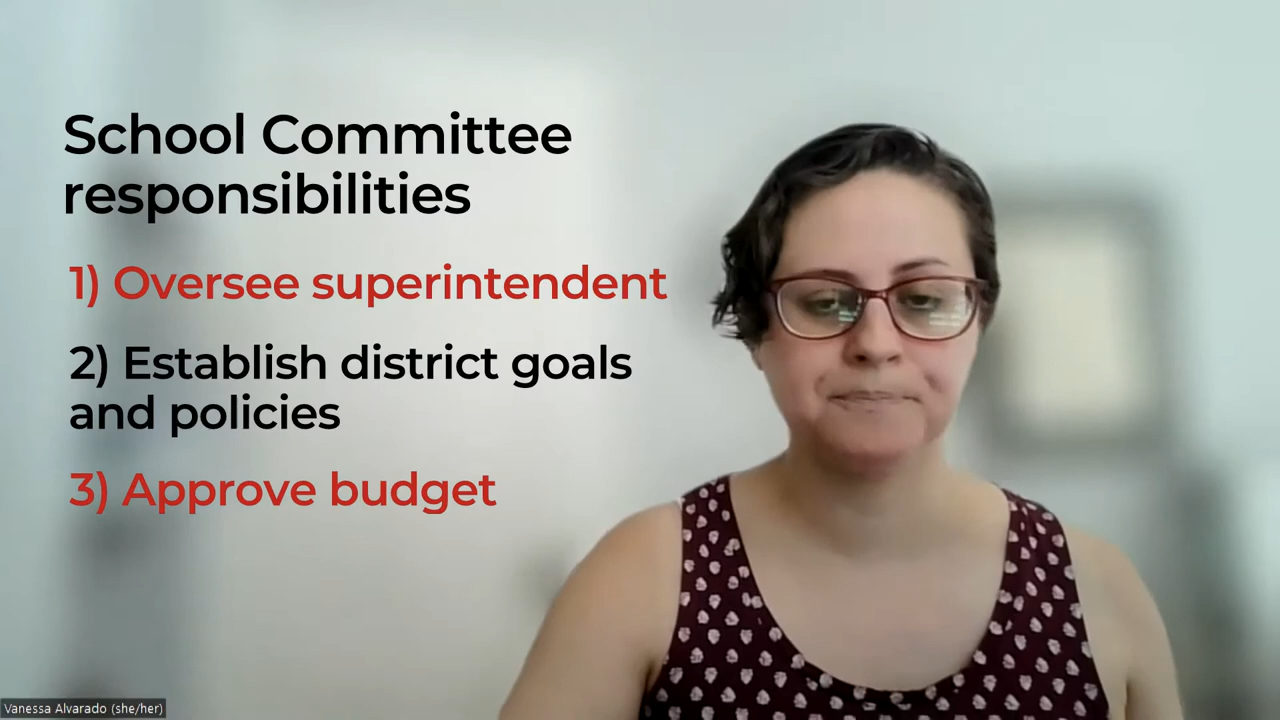 School Committee
responsibilities
1) Oversee superintendent
2) Establish district goals
and policies
3) Approve budget
Vanessa Alvarado (she/her)